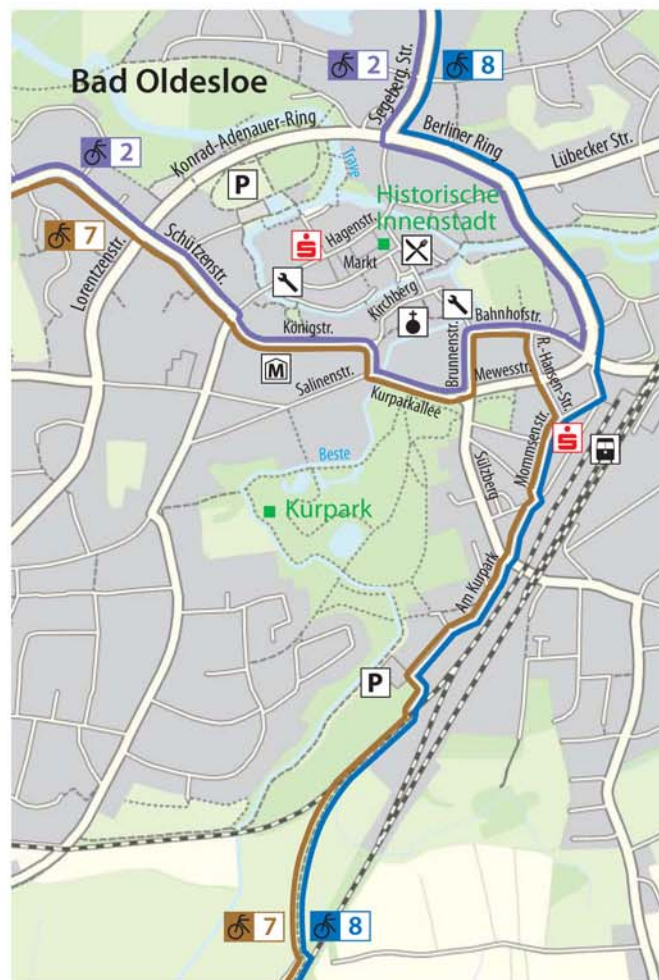 2
8
Bad Oldesloe
Segeberg. Str.
Berliner Ring
Konrad-Adenauer-Ring
Lübecker Str.
2
Trave
P
Historische
Innenstadt
7
Lorentzenstr.
Schützenstr.
Hagenstr.
Markt
Kirchberg
Königstr.
Bahnhofstr.
M
Salinenstr.
Brunnenstr.
Mewesstr.
R.-Hansen-Str.
Kurparkallee
Mommsenstr.
Beste
Sülzberg
Kurpark
Am Kurpark
P
7
8